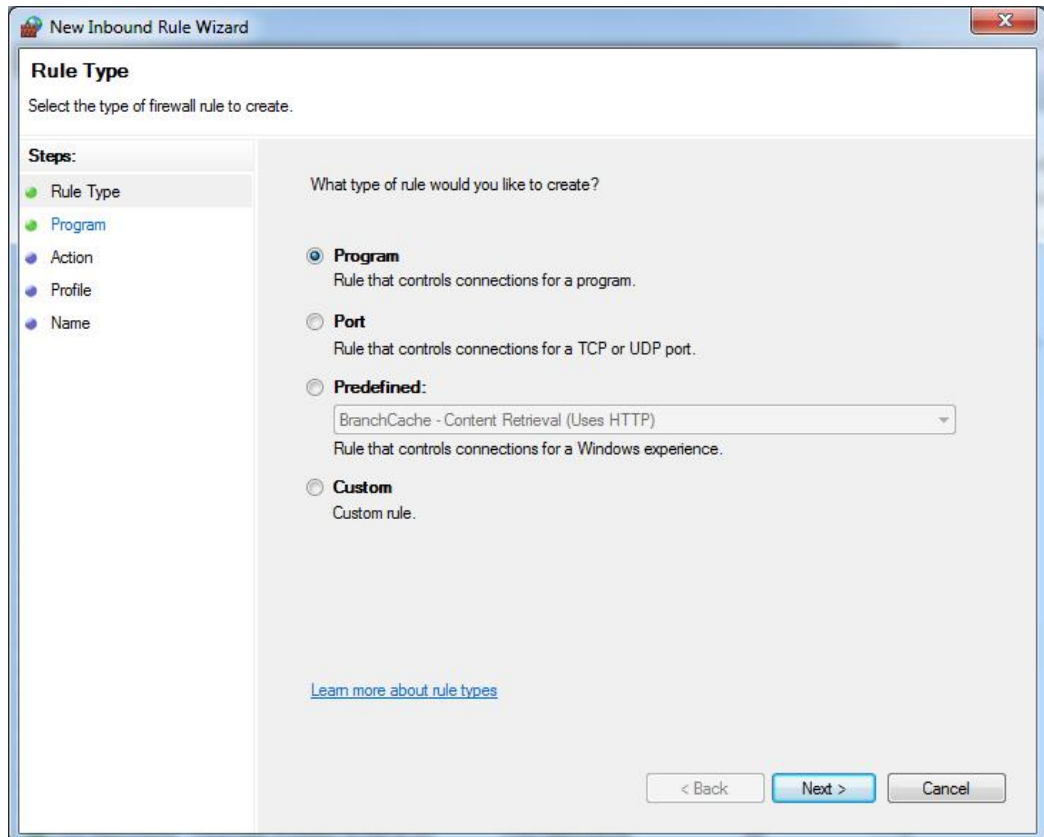 New Inbound Rule Wizard
Rule Type
Select the type of firewall rule to create.
Steps:
Rule Type
Program
Action
Profile
Name
What type of rule would you like to create?
Program
Rule that controls connections for a program.
Port
Rule that controls connections for a TCP or UDP port.
Predefined:
BranchCache - Content Retrieval (Uses HTTP)
Rule that controls connections for a Windows experience.
Custom
Custom rule.
Learn more about rule types
< Back Next > Cancel